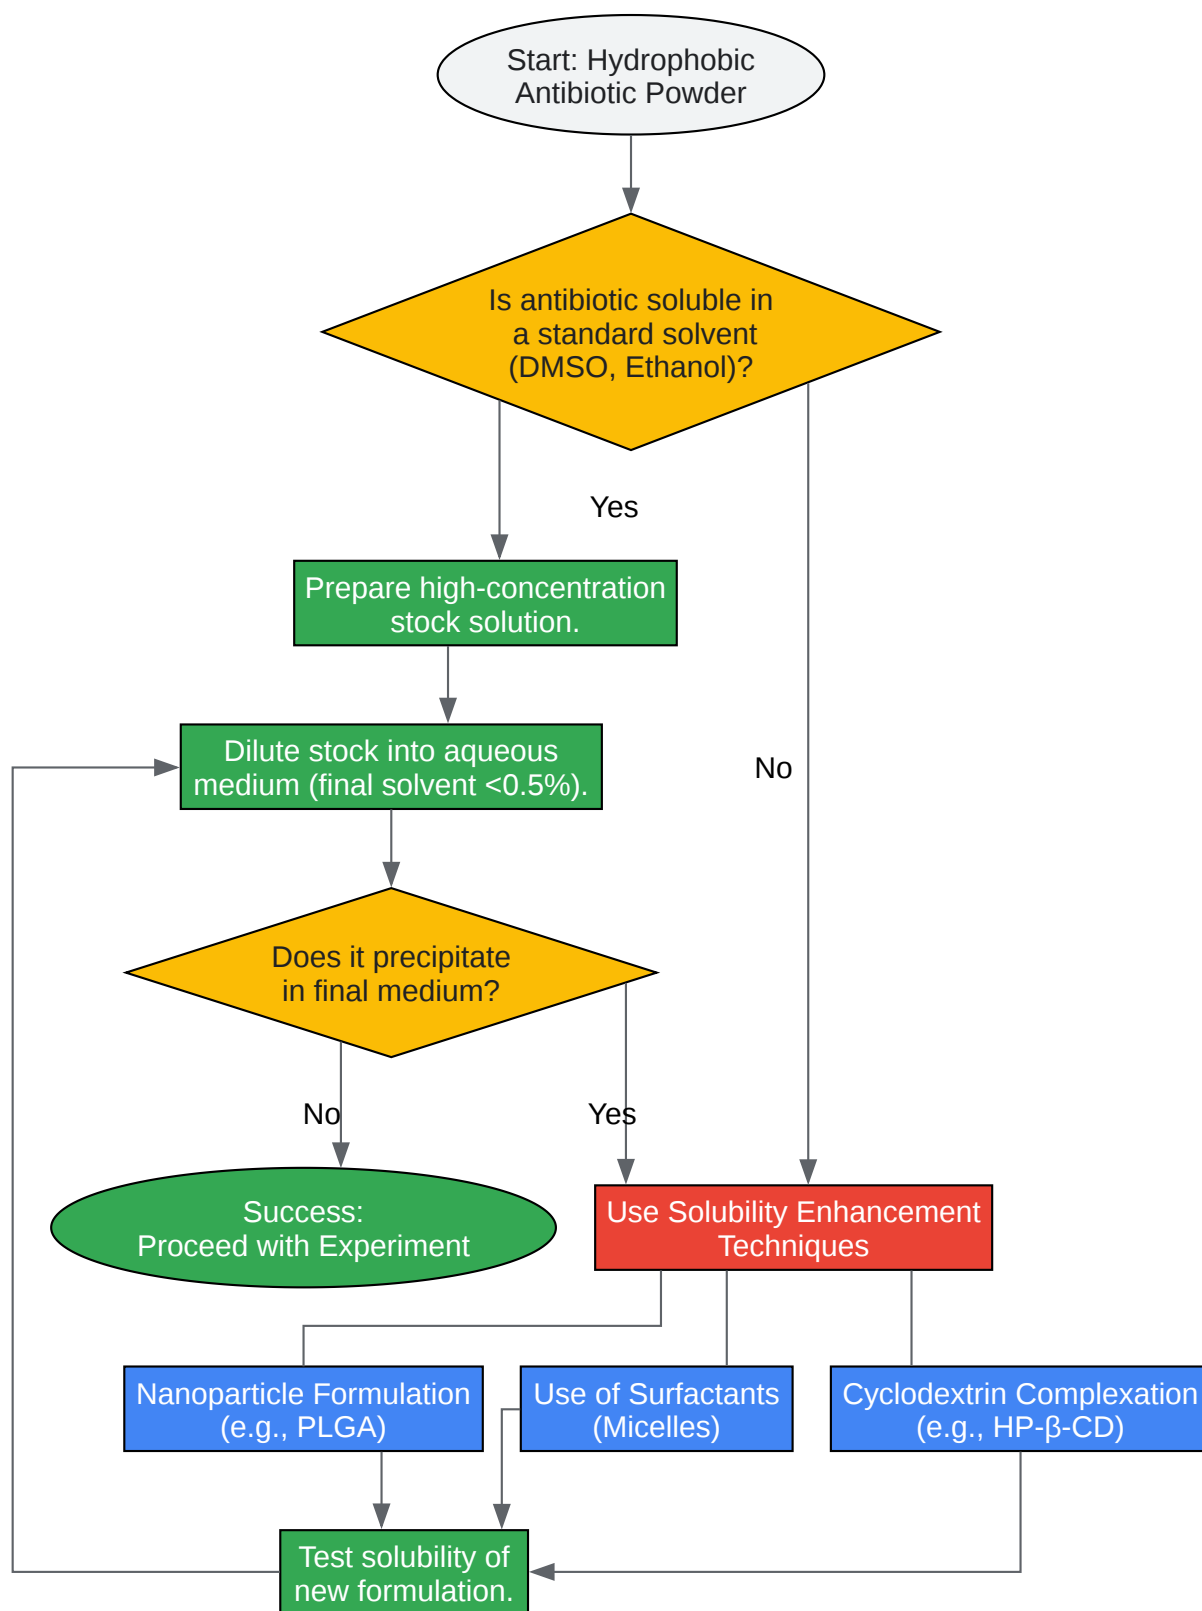 Start: Hydrophobic
Antibiotic Powder
Is antibiotic soluble in
a standard solvent
(DMSO, Ethanol)?
Yes
Prepare high-concentration
stock solution.
Dilute stock into aqueous
medium (final solvent <0.5%).
No
Does it precipitate
in final medium?
No
Yes
Success:
Proceed with Experiment
Use Solubility Enhancement
Techniques
Nanoparticle Formulation
(e.g., PLGA)
Use of Surfactants
(Micelles)
Cyclodextrin Complexation
(e.g., HP-β-CD)
Test solubility of
new formulation.